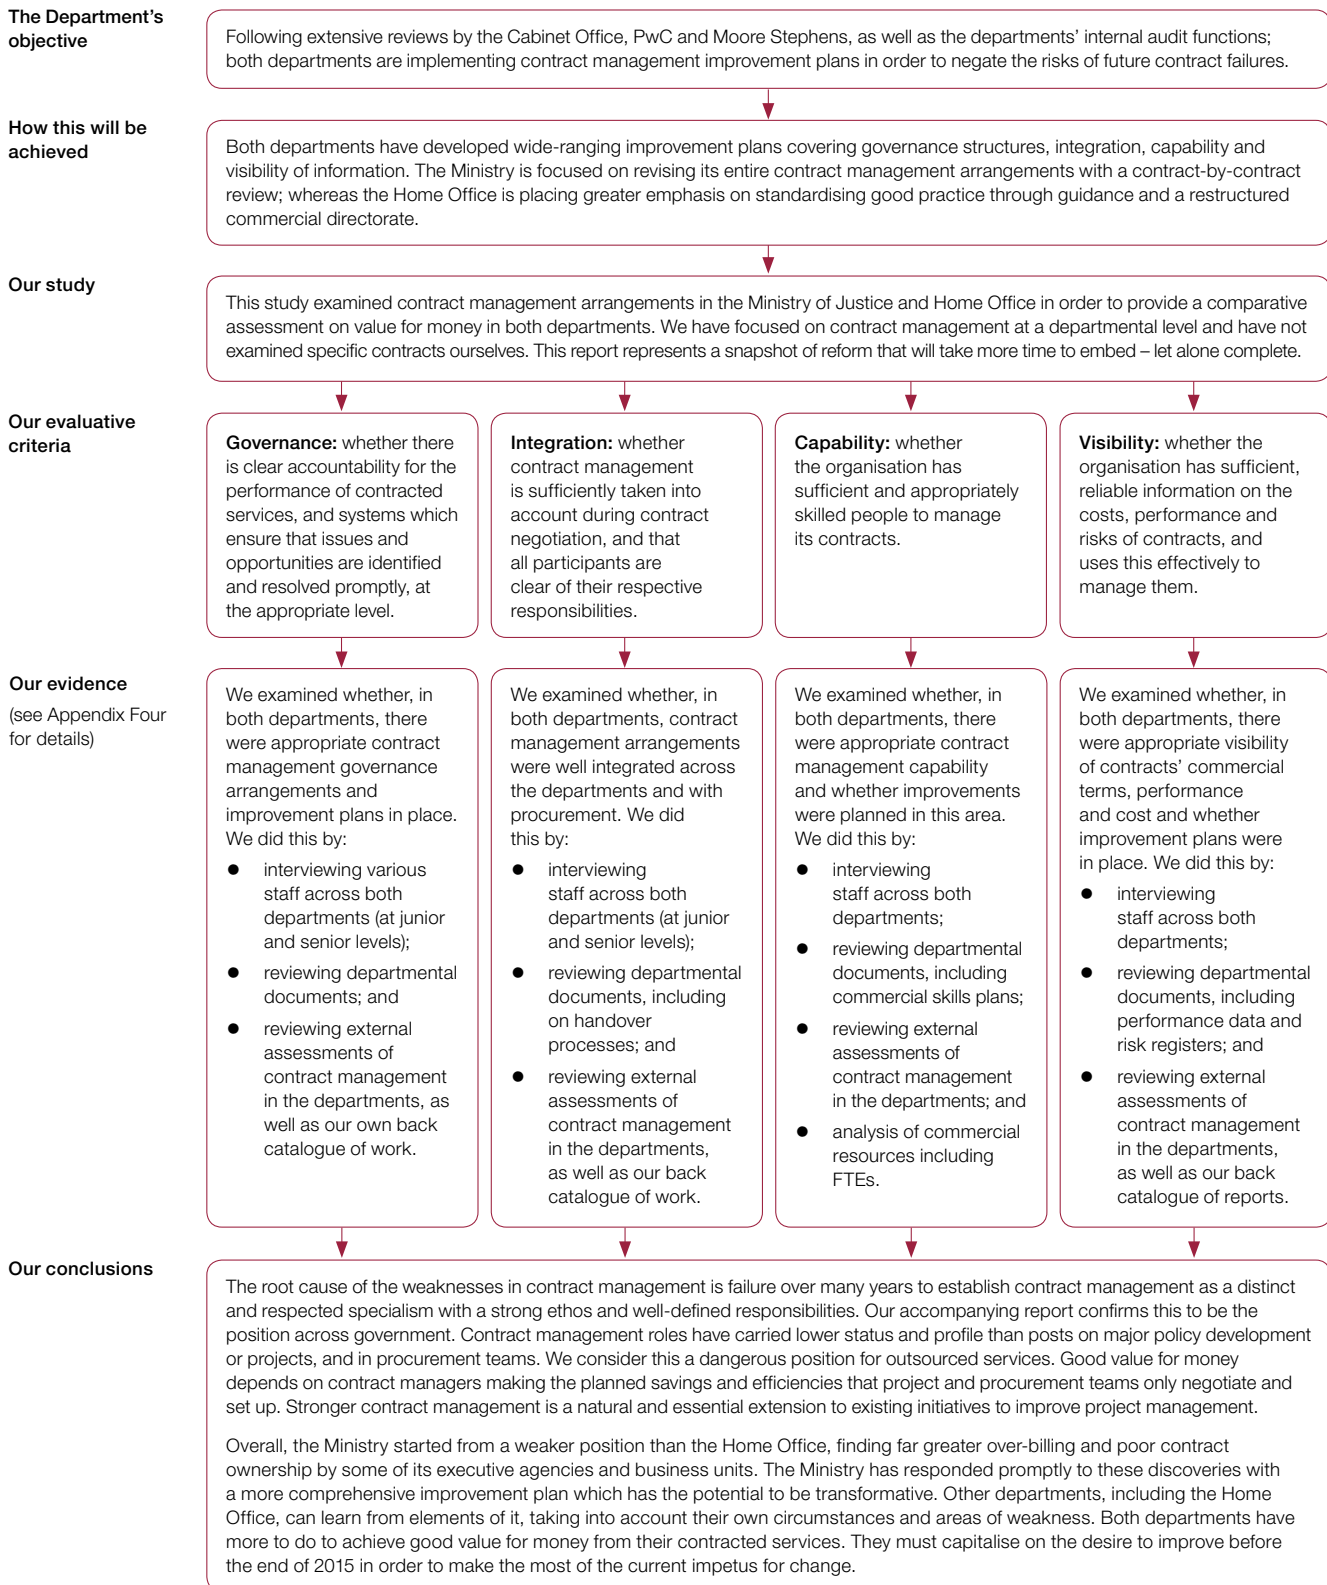 The Department's
objective
Following extensive reviews by the Cabinet Office, PwC and Moore Stephens, as well as the departments' internal audit functions;
both departments are implementing contract management improvement plans in order to negate the risks of future contract failures.
How this will be
achieved
Both departments have developed wide-ranging improvement plans covering governance structures, integration, capability and
visibility of information. The Ministry is focused on revising its entire contract management arrangements with a contract-by-contract
review; whereas the Home Office is placing greater emphasis on standardising good practice through guidance and a restructured
commercial directorate.
Our study
This study examined contract management arrangements in the Ministry of Justice and Home Office in order to provide a comparative
assessment on value for money in both departments. We have focused on contract management at a departmental level and have not
examined specific contracts ourselves. This report represents a snapshot of reform that will take more time to embed – let alone complete.
Our evaluative
criteria
Governance: whether there
is clear accountability for the
performance of contracted
services, and systems which
ensure that issues and
opportunities are identified
and resolved promptly, at
the appropriate level.
Integration: whether
contract management
is sufficiently taken into
account during contract
negotiation, and that
all participants are
clear of their respective
responsibilities.
Capability: whether
the organisation has
sufficient and appropriately
skilled people to manage
its contracts.
Visibility: whether the
organisation has sufficient,
reliable information on the
costs, performance and
risks of contracts, and
uses this effectively to
manage them.
Our evidence
(see Appendix Four
for details)
We examined whether, in
both departments, there
were appropriate contract
management governance
arrangements and
improvement plans in place.
We did this by:
● interviewing various
staff across both
departments (at junior
and senior levels);
● reviewing departmental
documents; and
● reviewing external
assessments of
contract management
in the departments, as
well as our own back
catalogue of work.
We examined whether, in
both departments, contract
management arrangements
were well integrated across
the departments and with
procurement. We did
this by:
● interviewing
staff across both
departments (at junior
and senior levels);
● reviewing departmental
documents, including
on handover
processes; and
● reviewing external
assessments of
contract management
in the departments,
as well as our back
catalogue of work.
We examined whether, in
both departments, there
were appropriate contract
management capability
and whether improvements
were planned in this area.
We did this by:
● interviewing
staff across both
departments;
● reviewing departmental
documents, including
commercial skills plans;
● reviewing external
assessments of
contract management
in the departments; and
● analysis of commercial
resources including
FTEs.
We examined whether, in
both departments, there
were appropriate visibility
of contracts' commercial
terms, performance
and cost and whether
improvement plans were
in place. We did this by:
● interviewing
staff across both
departments;
● reviewing departmental
documents, including
performance data and
risk registers; and
● reviewing external
assessments of
contract management
in the departments,
as well as our back
catalogue of reports.
Our conclusions
The root cause of the weaknesses in contract management is failure over many years to establish contract management as a distinct
and respected specialism with a strong ethos and well-defined responsibilities. Our accompanying report confirms this to be the
position across government. Contract management roles have carried lower status and profile than posts on major policy development
or projects, and in procurement teams. We consider this a dangerous position for outsourced services. Good value for money
depends on contract managers making the planned savings and efficiencies that project and procurement teams only negotiate and
set up. Stronger contract management is a natural and essential extension to existing initiatives to improve project management.
Overall, the Ministry started from a weaker position than the Home Office, finding far greater over-billing and poor contract
ownership by some of its executive agencies and business units. The Ministry has responded promptly to these discoveries with
a more comprehensive improvement plan which has the potential to be transformative. Other departments, including the Home
Office, can learn from elements of it, taking into account their own circumstances and areas of weakness. Both departments have
more to do to achieve good value for money from their contracted services. They must capitalise on the desire to improve before
the end of 2015 in order to make the most of the current impetus for change.